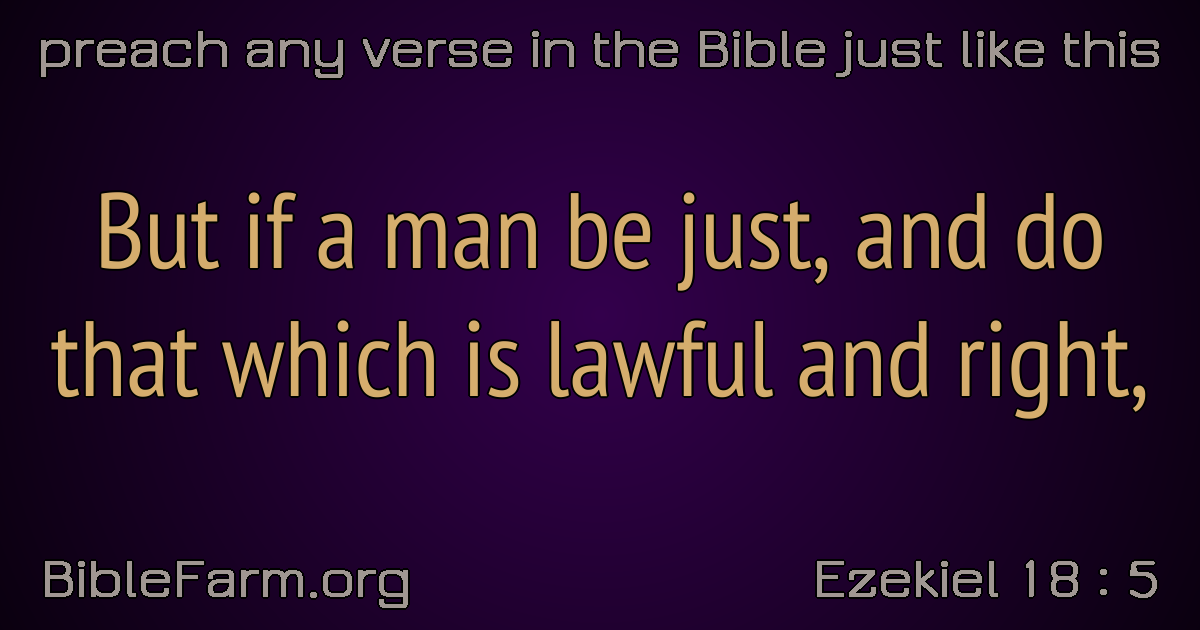 preach any verse in the Bible just like this
But if a man be just, and do
that which is lawful and right,
BibleFarm.org
Ezekiel 18 : 5